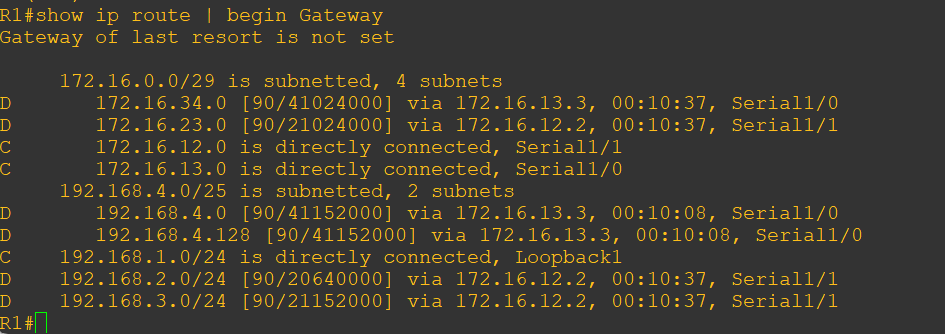 R1#show ip route | begin Gateway
Gateway of last resort is not set

     172.16.0.0/29 is subnetted, 4 subnets
D       172.16.34.0 [90/41024000] via 172.16.13.3, 00:10:37, Serial1/0
D       172.16.23.0 [90/21024000] via 172.16.12.2, 00:10:37, Serial1/1
C       172.16.12.0 is directly connected, Serial1/1
C       172.16.13.0 is directly connected, Serial1/0
     192.168.4.0/25 is subnetted, 2 subnets
D       192.168.4.0 [90/41152000] via 172.16.13.3, 00:10:08, Serial1/0
D       192.168.4.128 [90/41152000] via 172.16.13.3, 00:10:08, Serial1/0
C    192.168.1.0/24 is directly connected, Loopback1
D    192.168.2.0/24 [90/20640000] via 172.16.12.2, 00:10:37, Serial1/1
D    192.168.3.0/24 [90/21152000] via 172.16.12.2, 00:10:37, Serial1/1
R1#